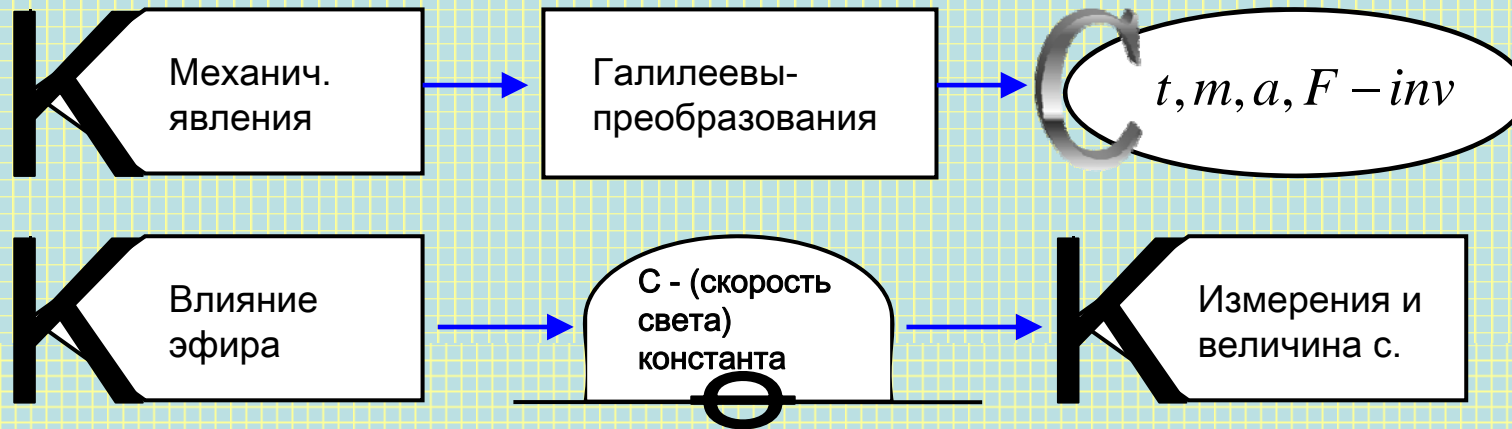 К
Механич.
явления
Галилеевы-
преобразования
С
t, m, a, F – inv
К
Влияние
эфира
С - (скорость
света)
константа
О
К
Измерения и
величина с.